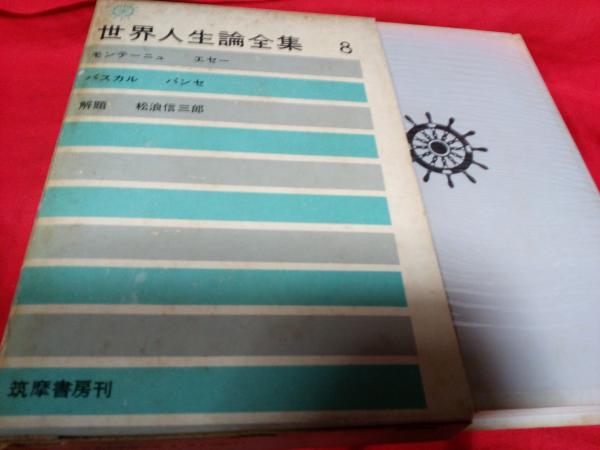 世界人生論全集 8
モンテーニュ エセー
パスカル パンセ
解題 松浪信三郎
筑摩書房刊